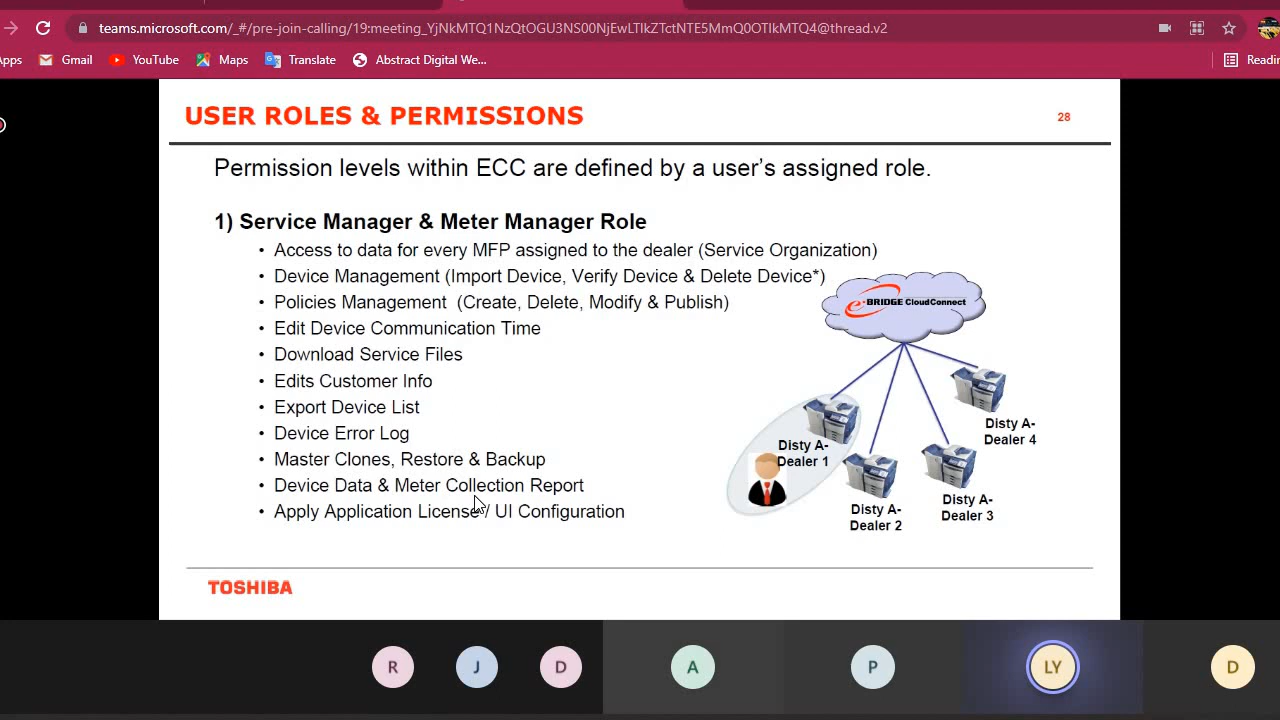 teams.microsoft.com/_#/pre-join-calling/19:meeting_YjNkMTQ1NzQtOGU3NS00NjEwLTlkZTctNTE5MmQ0OTlkMTQ4@thread.v2
Apps Gmail YouTube Maps Translate Abstract Digital We...
USER ROLES & PERMISSIONS 28
Permission levels within ECC are defined by a user's assigned role.
1) Service Manager & Meter Manager Role
• Access to data for every MFP assigned to the dealer (Service Organization)
• Device Management (Import Device, Verify Device & Delete Device*)
• Policies Management (Create, Delete, Modify & Publish)
• Edit Device Communication Time
• Download Service Files
• Edits Customer Info
• Export Device List
• Device Error Log
• Master Clones, Restore & Backup
• Device Data & Meter Collection Report
• Apply Application License / UI Configuration
e-BRIDGE CloudConnect
Disty A-
Dealer 1
Disty A-
Dealer 2
Disty A-
Dealer 3
Disty A-
Dealer 4
TOSHIBA
R J D A P LY D